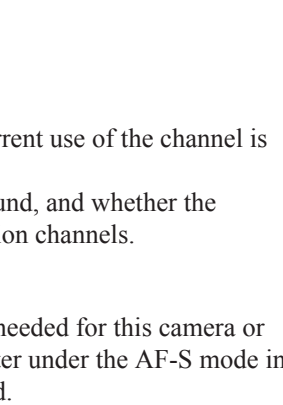 rrent use of the channel is
und, and whether the
ion channels.
needed for this camera or
ter under the AF-S mode in
d.